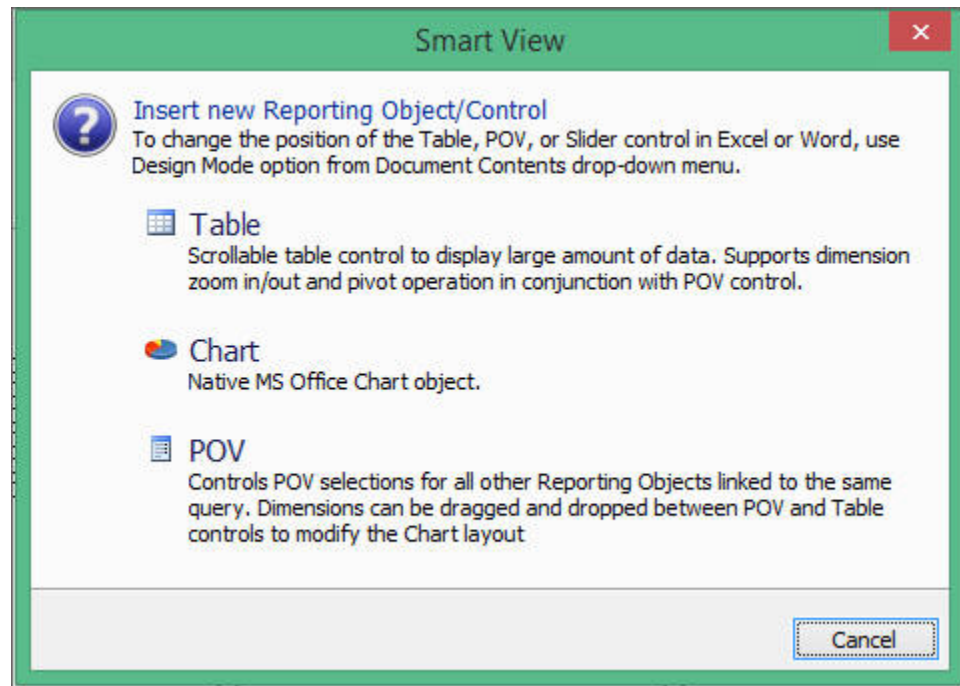 Smart View
Insert new Reporting Object/Control
To change the position of the Table, POV, or Slider control in Excel or Word, use
Design Mode option from Document Contents drop-down menu.
Table
Scrollable table control to display large amount of data. Supports dimension
zoom in/out and pivot operation in conjunction with POV control.
Chart
Native MS Office Chart object.
POV
Controls POV selections for all other Reporting Objects linked to the same
query. Dimensions can be dragged and dropped between POV and Table
controls to modify the Chart layout
Cancel